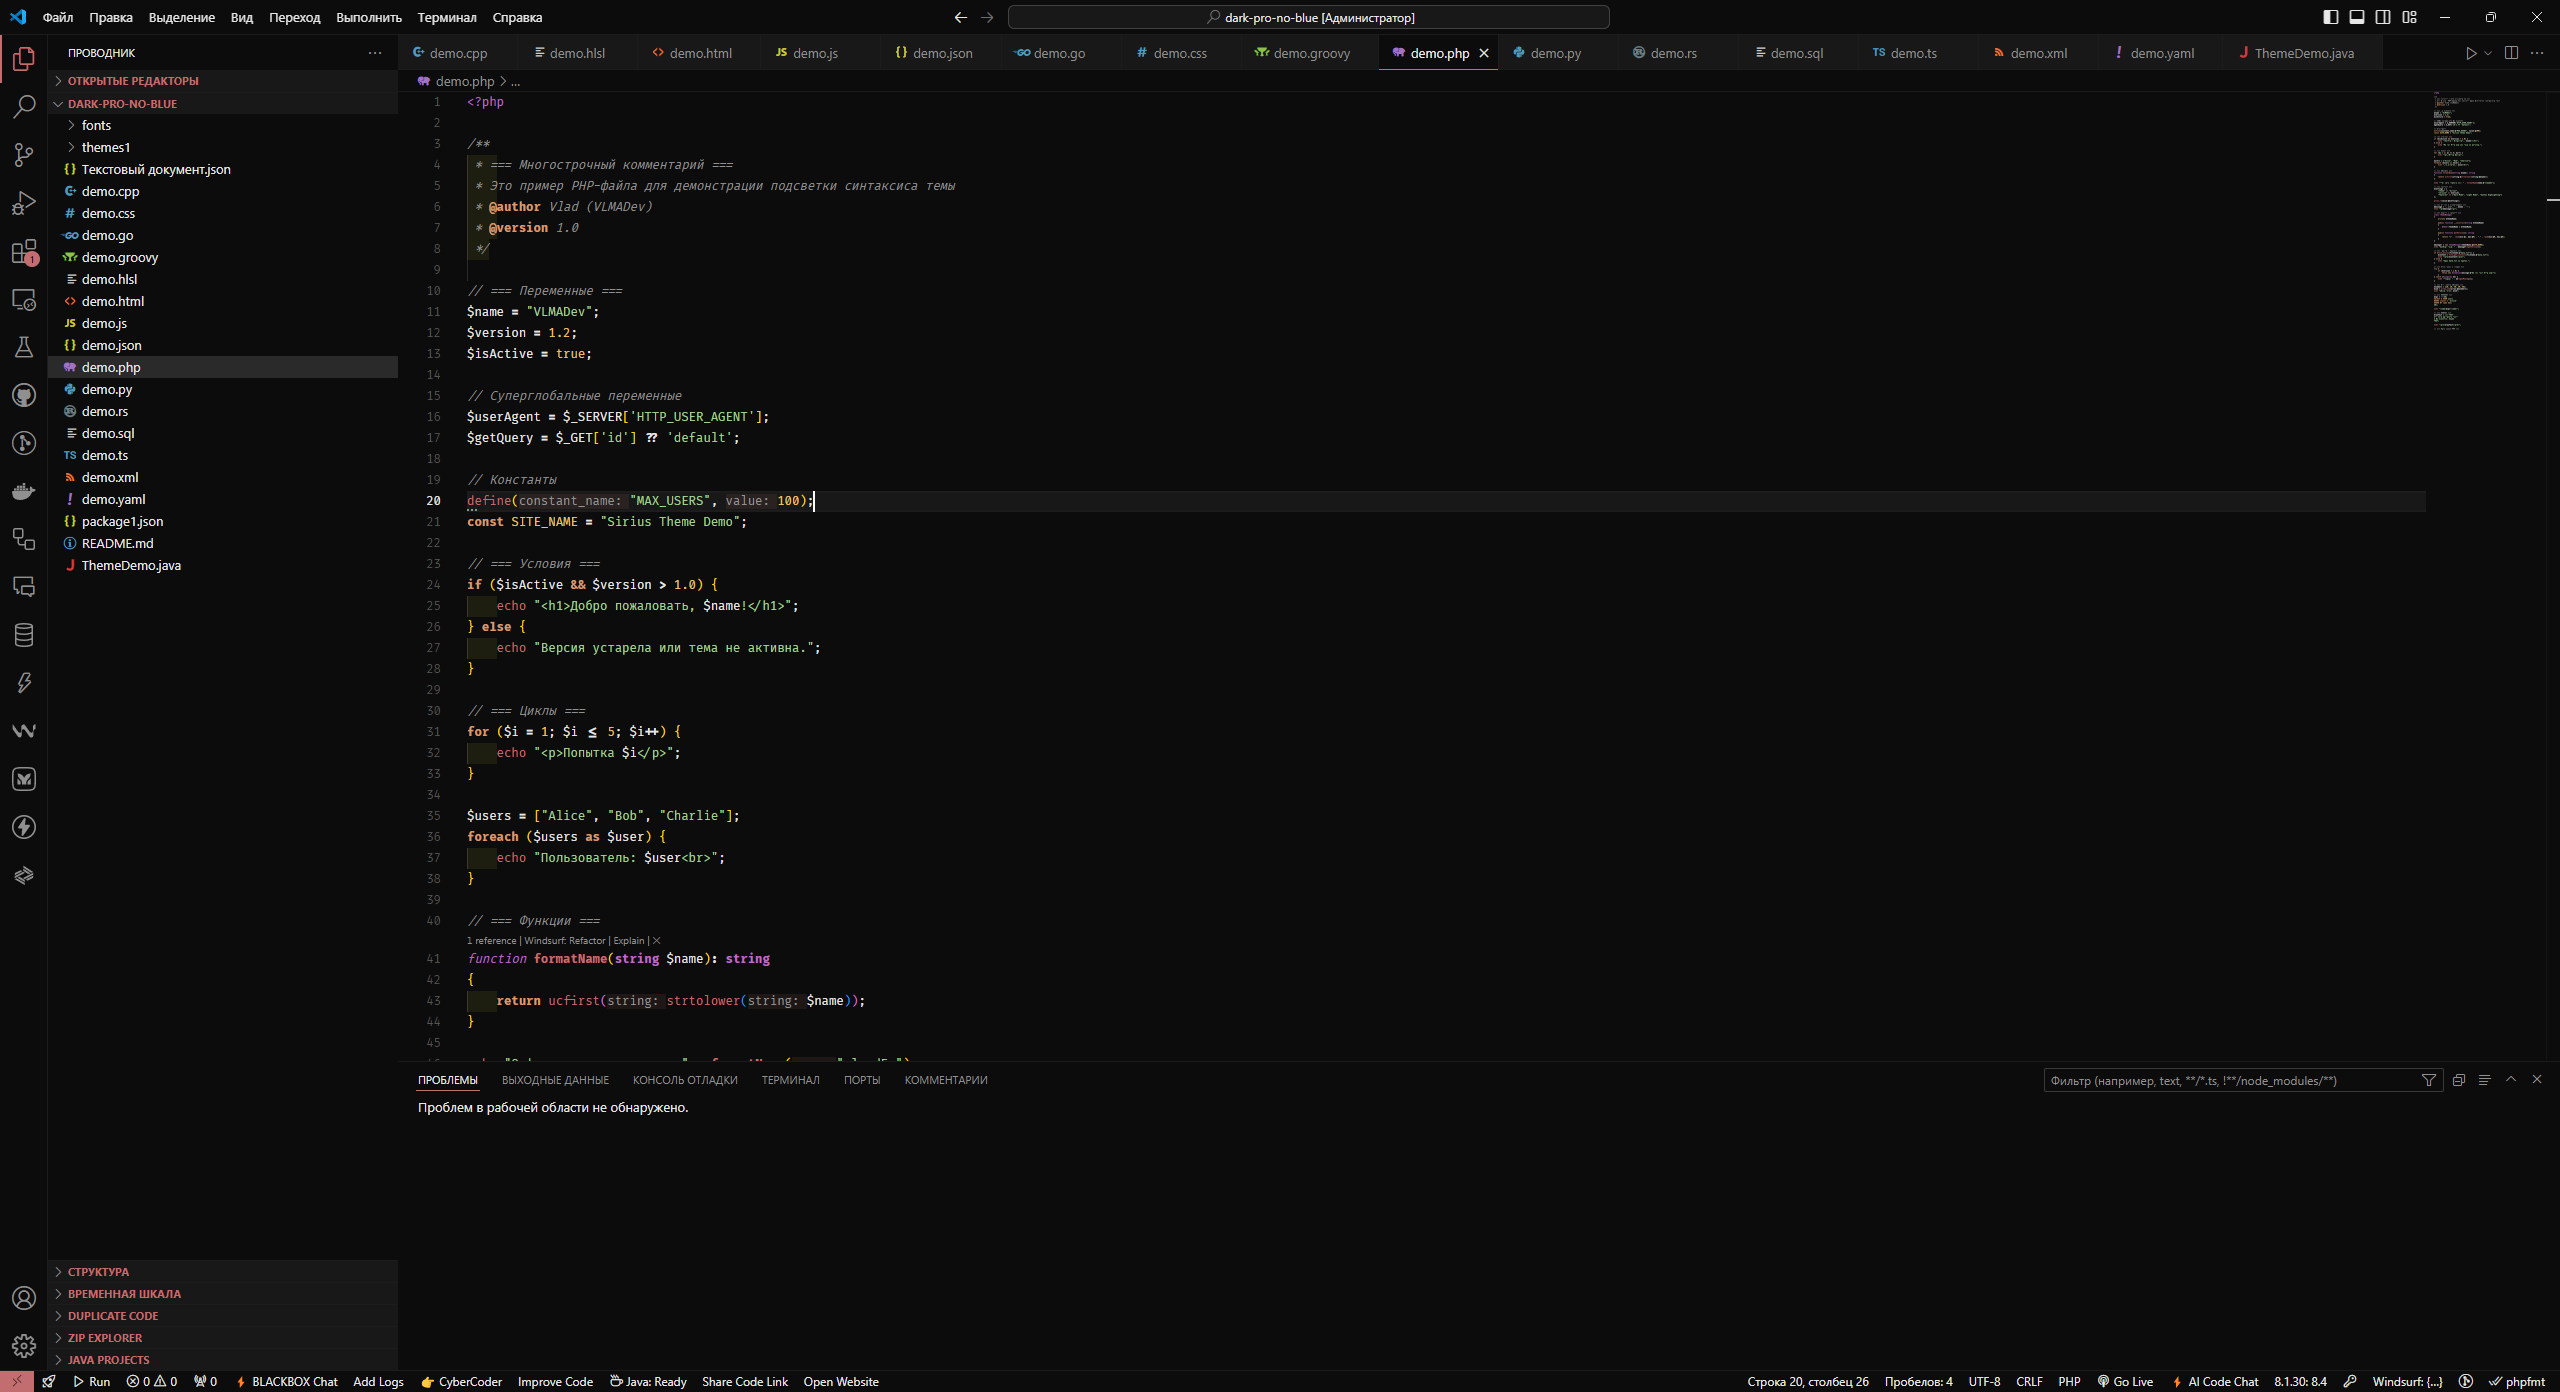 Файл Правка Выделение Вид Переход Выполнить Терминал Справка
dark-pro-no-blue [Администратор]
ПРОВОДНИК
ОТКРЫТЫЕ РЕДАКТОРЫ
DARK-PRO-NO-BLUE
fonts
themes1
Текстовый документ.json
demo.cpp
demo.css
demo.go
demo.groovy
demo.hlsl
demo.html
demo.js
demo.json
demo.php
demo.py
demo.rs
demo.sql
demo.ts
demo.xml
demo.yaml
package1.json
README.md
ThemeDemo.java
СТРУКТУРА
ВРЕМЕННАЯ ШКАЛА
DUPLICATE CODE
ZIP EXPLORER
JAVA PROJECTS
demo.cpp demo.hlsl demo.html demo.js demo.json demo.go demo.css demo.groovy demo.php demo.py demo.rs demo.sql demo.ts demo.xml demo.yaml ThemeDemo.java
demo.php > ...
1 <?php
2
3 /**
4 * === Многострочный комментарий ===
5 * Это пример PHP-файла для демонстрации подсветки синтаксиса темы
6 * @author Vlad (VLMADev)
7 * @version 1.0
8 */
9
10 // === Переменные ===
11 $name = "VLMADev";
12 $version = 1.2;
13 $isActive = true;
14
15 // Суперглобальные переменные
16 $userAgent = $_SERVER['HTTP_USER_AGENT'];
17 $getQuery = $_GET['id'] ?? 'default';
18
19 // Константы
20 define(constant_name: "MAX_USERS", value: 100);
21 const SITE_NAME = "Sirius Theme Demo";
22
23 // === Условия ===
24 if ($isActive && $version > 1.0) {
25 echo "<h1>Добро пожаловать, $name!</h1>";
26 } else {
27 echo "Версия устарела или тема не активна.";
28 }
29
30 // === Циклы ===
31 for ($i = 1; $i <= 5; $i++) {
32 echo "<p>Попытка $i</p>";
33 }
34
35 $users = ["Alice", "Bob", "Charlie"];
36 foreach ($users as $user) {
37 echo "Пользователь: $user<br>";
38 }
39
40 // === Функции ===
1 reference | Windsurf: Refactor | Explain | ×
41 function formatName(string $name): string
42 {
43 return ucfirst(string: strtolower(string: $name));
44 }
45
ПРОБЛЕМЫ ВЫХОДНЫЕ ДАННЫЕ КОНСОЛЬ ОТЛАДКИ ТЕРМИНАЛ ПОРТЫ КОММЕНТАРИИ
Фильтр (например, text, **/*.ts, !**/node_modules/**)
Проблем в рабочей области не обнаружено.
Run 0 0 0 BLACKBOX Chat Add Logs CyberCoder Improve Code Java: Ready Share Code Link Open Website
Строка 20, столбец 26 Пробелов: 4 UTF-8 CRLF PHP Go Live AI Code Chat 8.1.30: 8.4 Windsurf: {...} phpfmt